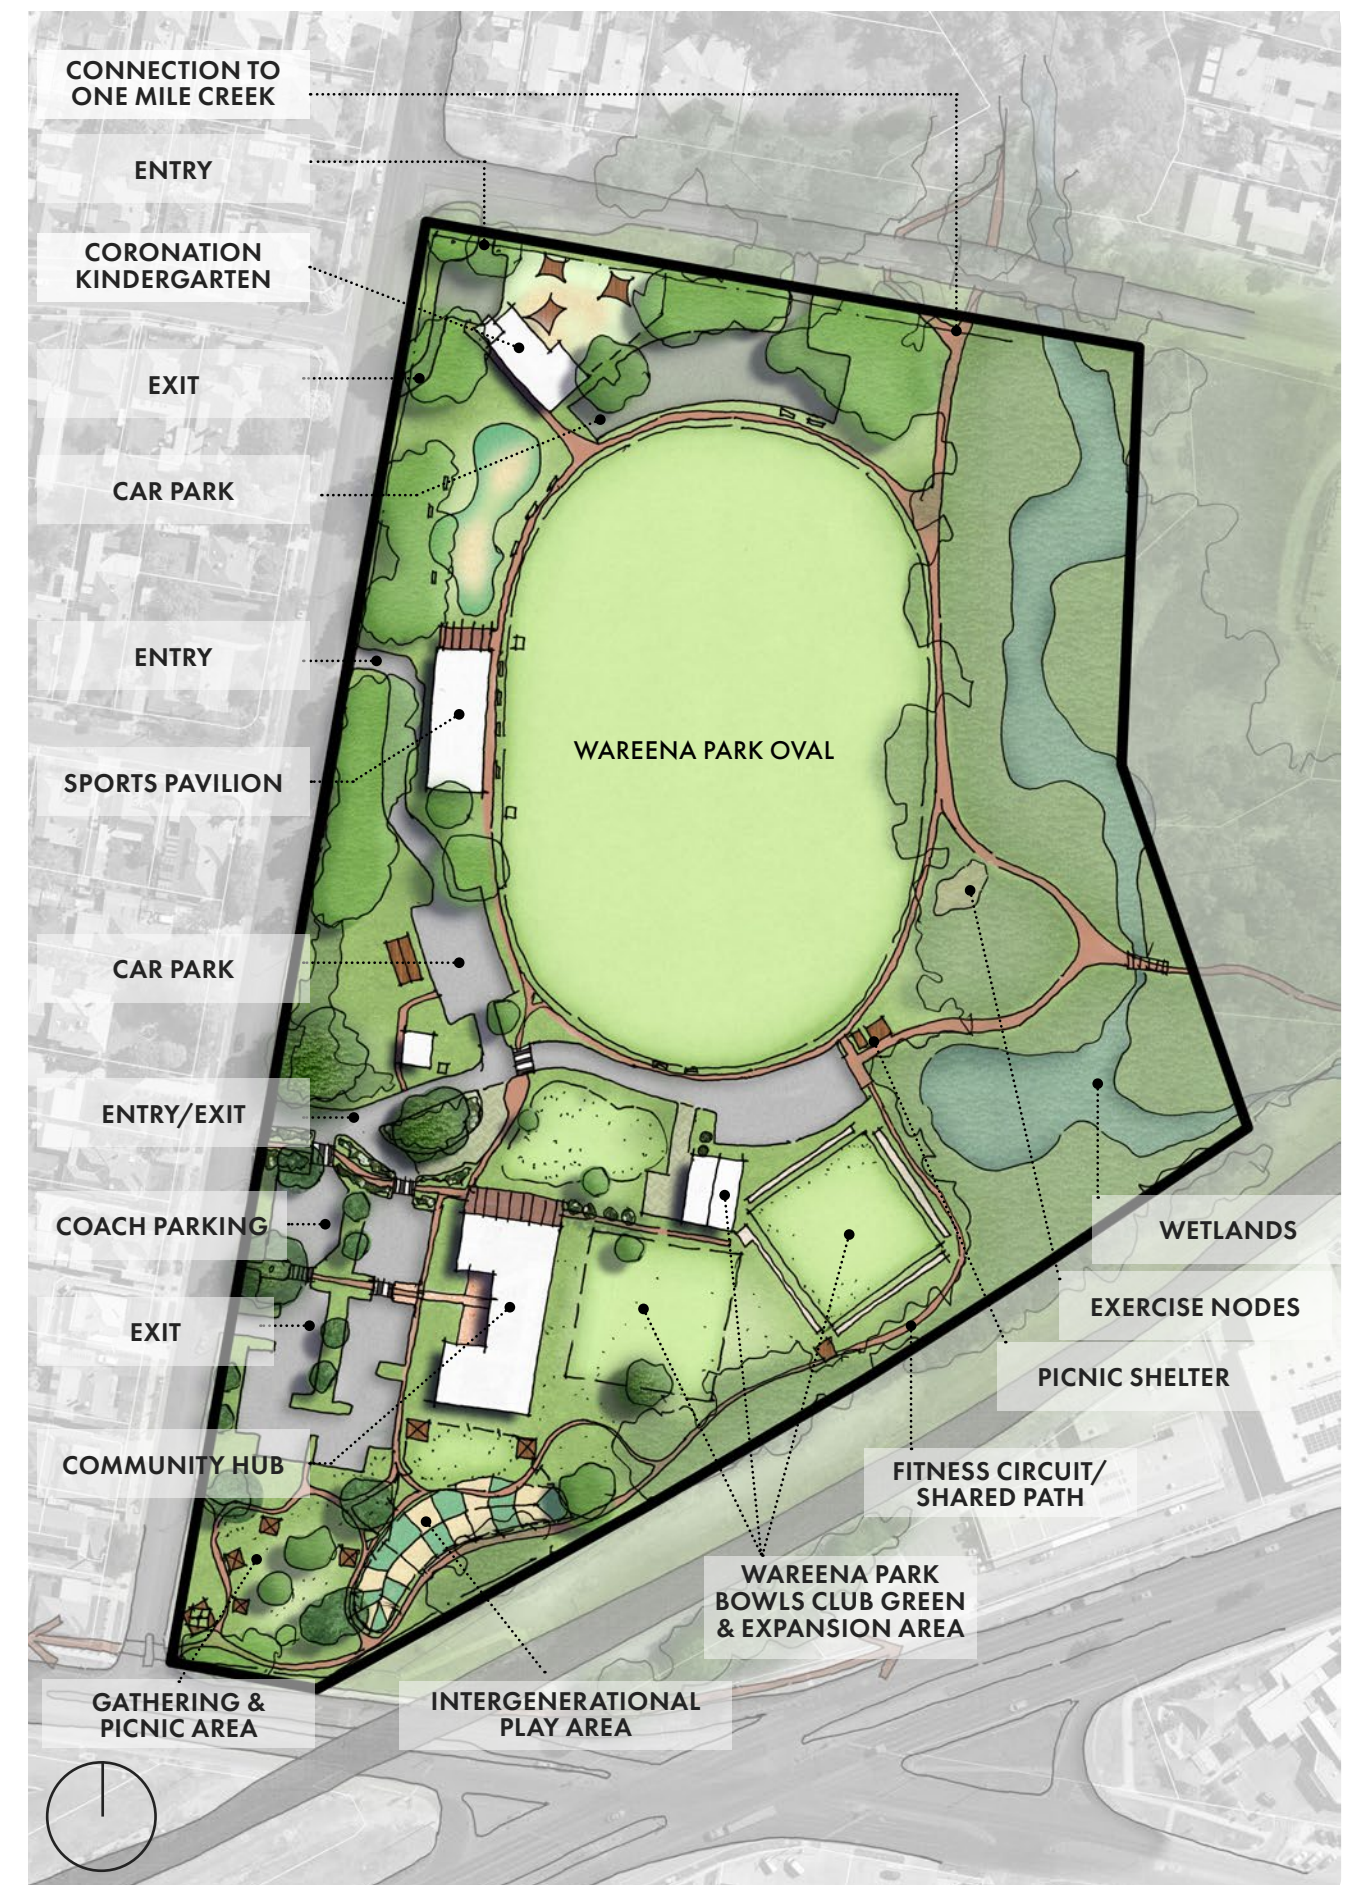 CONNECTION TO
ONE MILE CREEK
ENTRY
CORONATION
KINDERGARTEN
EXIT
CAR PARK
ENTRY
WAREENA PARK OVAL
SPORTS PAVILION
CAR PARK
ENTRY/EXIT
COACH PARKING
WETLANDS
EXERCISE NODES
EXIT
PICNIC SHELTER
COMMUNITY HUB
FITNESS CIRCUIT/
SHARED PATH
WAREENA PARK
BOWLS CLUB GREEN
& EXPANSION AREA
GATHERING &
PICNIC AREA
INTERGENERATIONAL
PLAY AREA